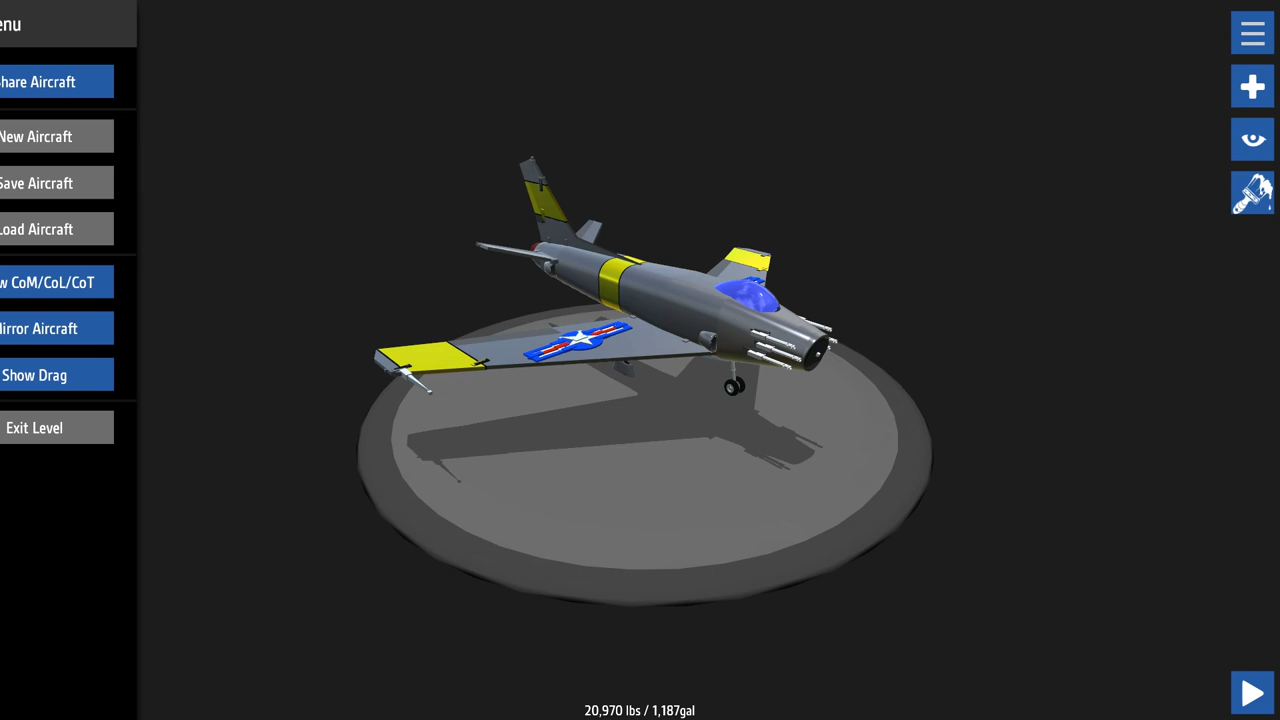 enu
hare Aircraft
New Aircraft
Save Aircraft
Load Aircraft
w CoM/CoL/CoT
irror Aircraft
Show Drag
Exit Level
20,970 lbs / 1,187gal